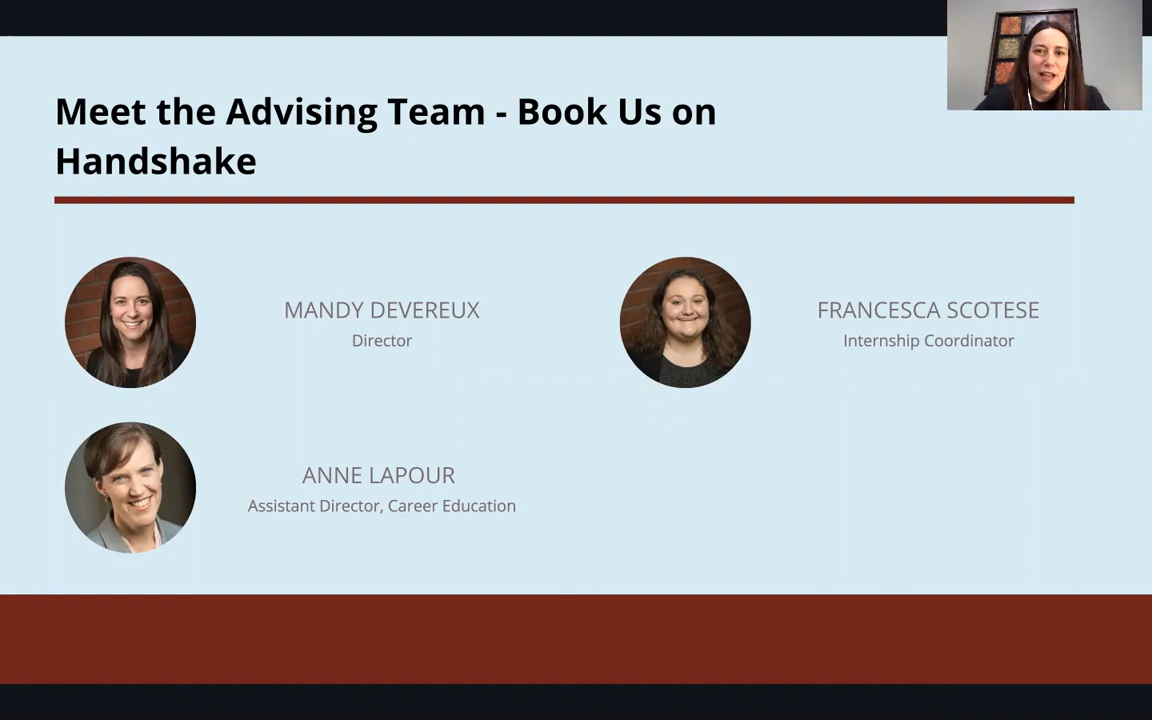 Meet the Advising Team - Book Us on
Handshake
MANDY DEVEREUX
Director
FRANCESCA SCOTESE
Internship Coordinator
ANNE LAPOUR
Assistant Director, Career Education